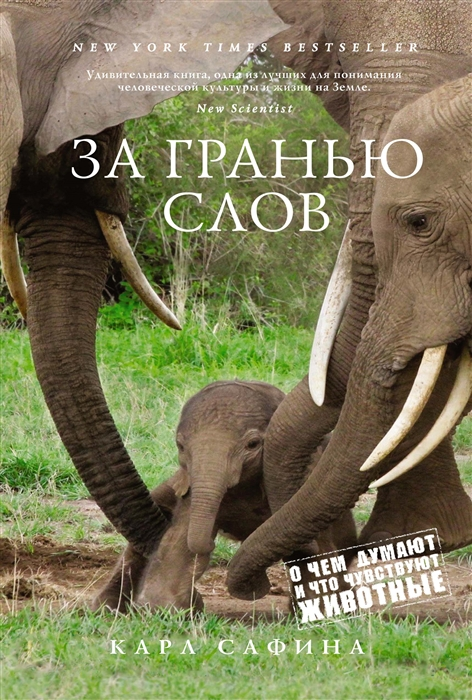 NEW YORK TIMES BESTSELLER
Удивительная книга, одна из лучших для понимания
человеческой культуры и жизни на Земле.
New Scientist
ЗА ГРАНЬЮ
СЛОВ
О ЧЕМ ДУМАЮТ
И ЧТО ЧУВСТВУЮТ
ЖИВОТНЫЕ
КАРЛ САФИНА